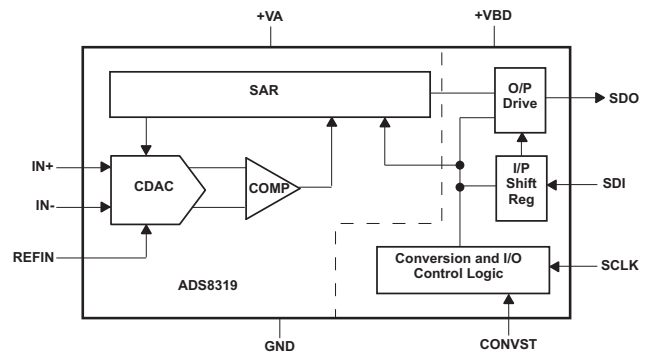 +VA
+VBD
SAR
O/P
Drive
SDO
IN+
IN-
CDAC
COMP
I/P
Shift
Reg
SDI
REFIN
ADS8319
Conversion and I/O
Control Logic
SCLK
GND
CONVST